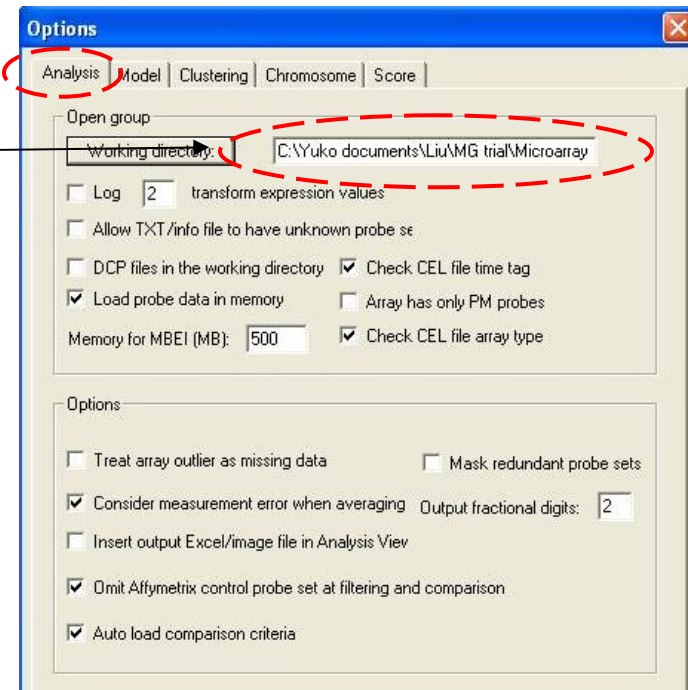 Options
Analysis Model Clustering Chromosome Score
Open group
Working directory: C:\Yuko documents\Liu\MG trial\Microarray
Log 2 transform expression values
Allow TXT/info file to have unknown probe se
DCP files in the working directory Check CEL file time tag
Load probe data in memory Array has only PM probes
Memory for MBEI (MB): 500 Check CEL file array type
Options
Treat array outlier as missing data Mask redundant probe sets
Consider measurement error when averaging Output fractional digits: 2
Insert output Excel/image file in Analysis View
Omit Affymetrix control probe set at filtering and comparison
Auto load comparison criteria